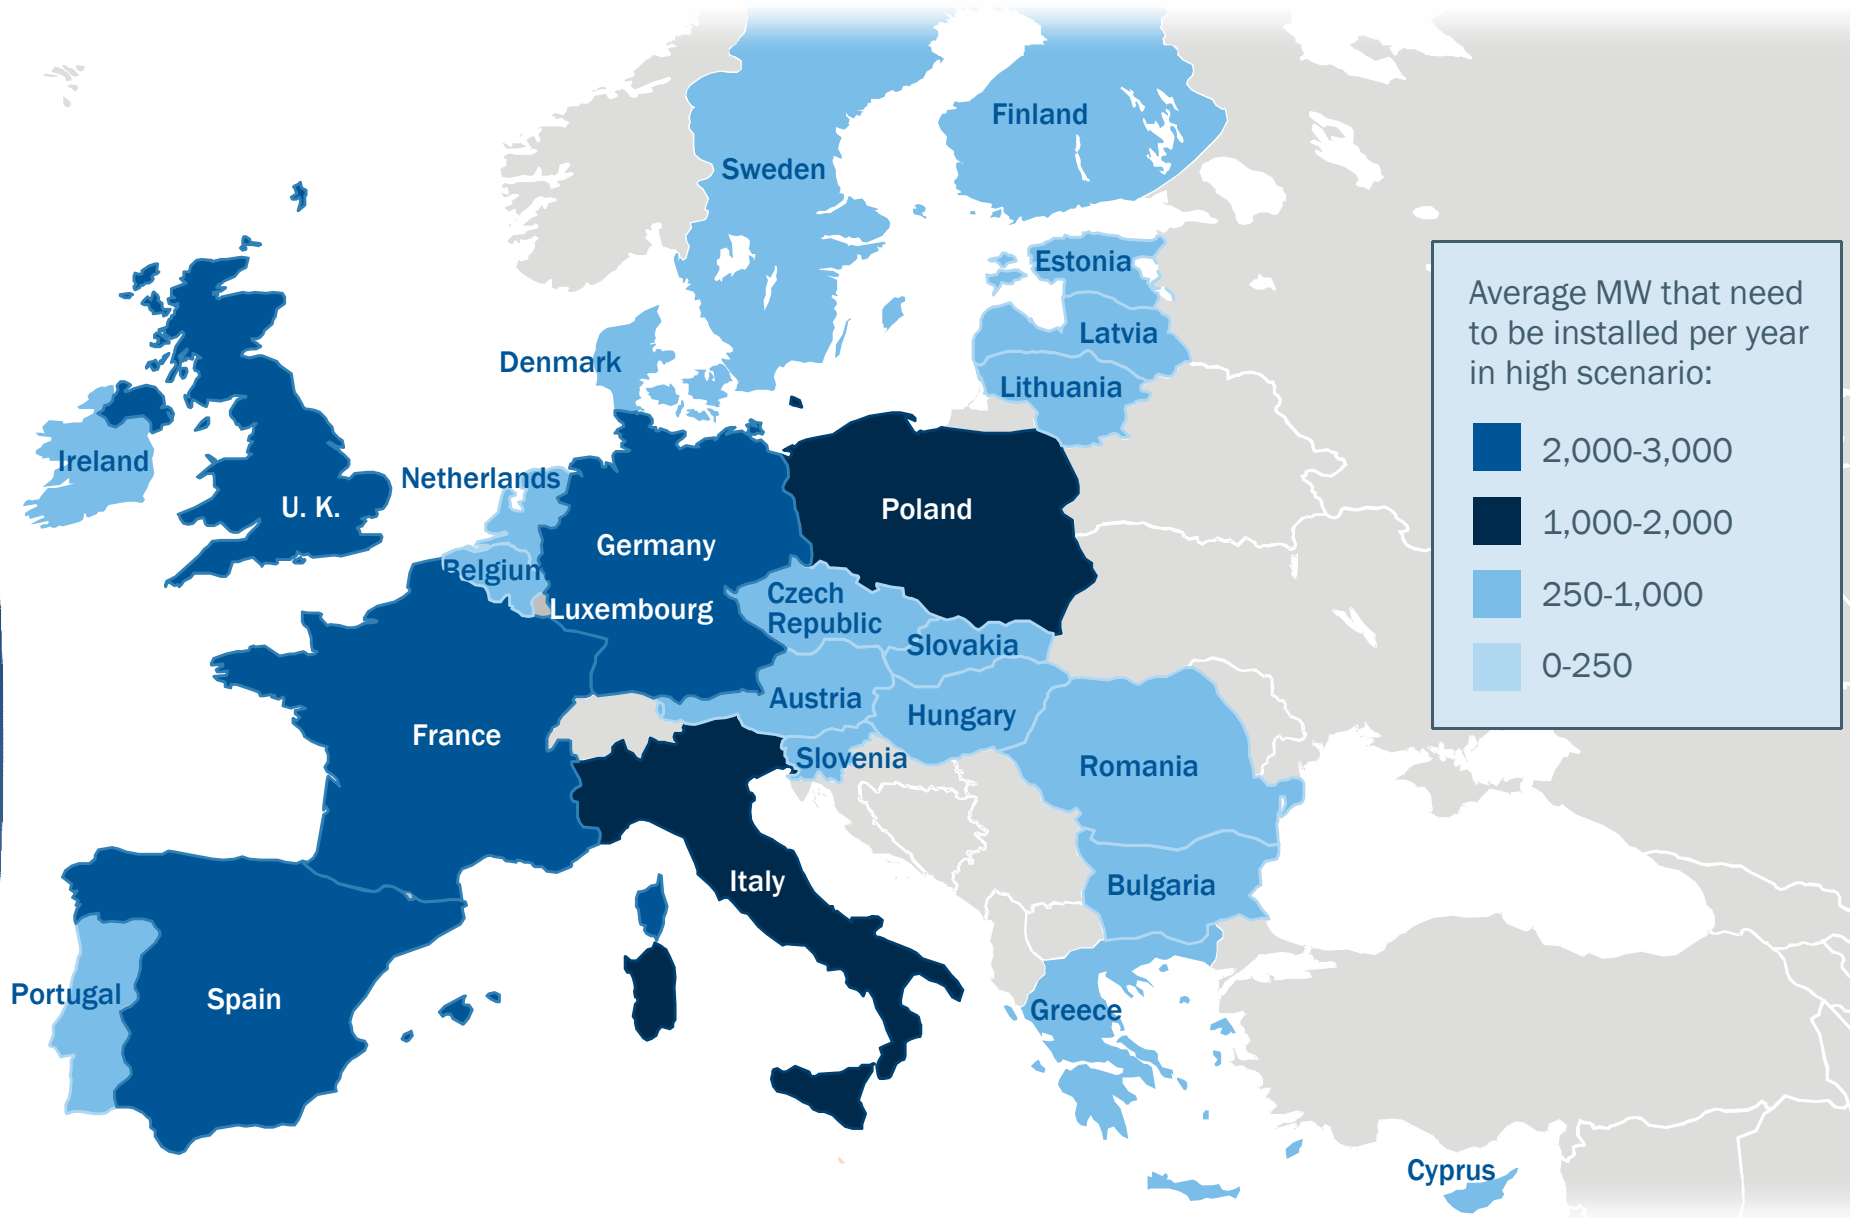 Finland
Sweden
Estonia
Average MW that need
to be installed per year
in high scenario:
2,000-3,000
1,000-2,000
250-1,000
0-250
Latvia
Denmark
Lithuania
Ireland
Netherlands
U. K.
Poland
Germany
Belgium
Czech
Republic
Luxembourg
Slovakia
Austria
Hungary
France
Slovenia
Romania
Italy
Bulgaria
Portugal
Spain
Greece
Cyprus